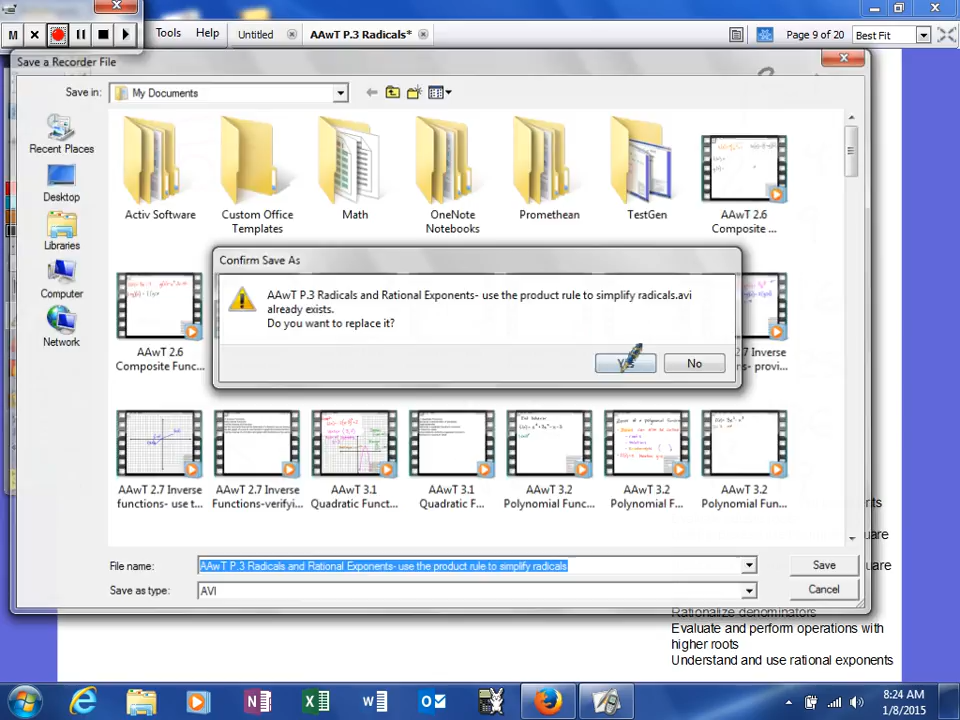 M
Tools Help Untitled AAwT P.3 Radicals* Page 9 of 20 Best Fit
Save a Recorder File
Save in: My Documents
Recent Places
Desktop
Libraries
Computer
Network
Activ Software
Custom Office Templates
Math
OneNote Notebooks
Promethean
TestGen
AAwT 2.6 Composite ...
Confirm Save As
AAwT P.3 Radicals and Rational Exponents- use the product rule to simplify radicals.avi
already exists.
Do you want to replace it?
No
AAwT 2.6 Composite Func...
2.7 Inverse
ns- provi...
AAwT 2.7 Inverse functions- use t...
AAwT 2.7 Inverse Functions-verifyi...
AAwT 3.1 Quadratic Funct...
AAwT 3.1 Quadratic F...
AAwT 3.2 Polynomial Func...
AAwT 3.2 Polynomial F...
AAwT 3.2 Polynomial Fun...
File name: AAwT P.3 Radicals and Rational Exponents- use the product rule to simplify radicals
Save
Save as type: AVI
Cancel
Rationalize denominators
Evaluate and perform operations with
higher roots
Understand and use rational exponents
8:24 AM
1/8/2015